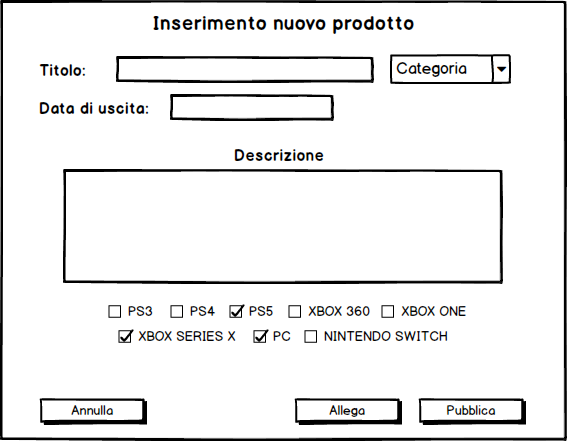 Inserimento nuovo prodotto
Titolo: Categoria
Data di uscita:
Descrizione
PS3 PS4 PS5 XBOX 360 XBOX ONE
XBOX SERIES X PC NINTENDO SWITCH
Annulla Allega Pubblica